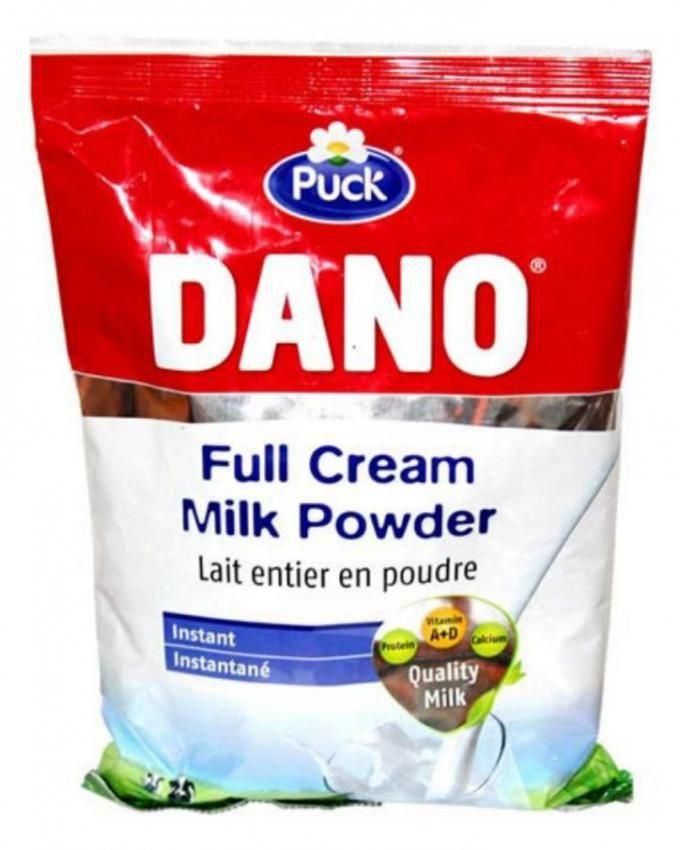 Puck®
DANO®
Full Cream
Milk Powder
Lait entier en poudre
Instant
Instantané
Vitamin
A+D
Protein
Calcium
Quality
Milk